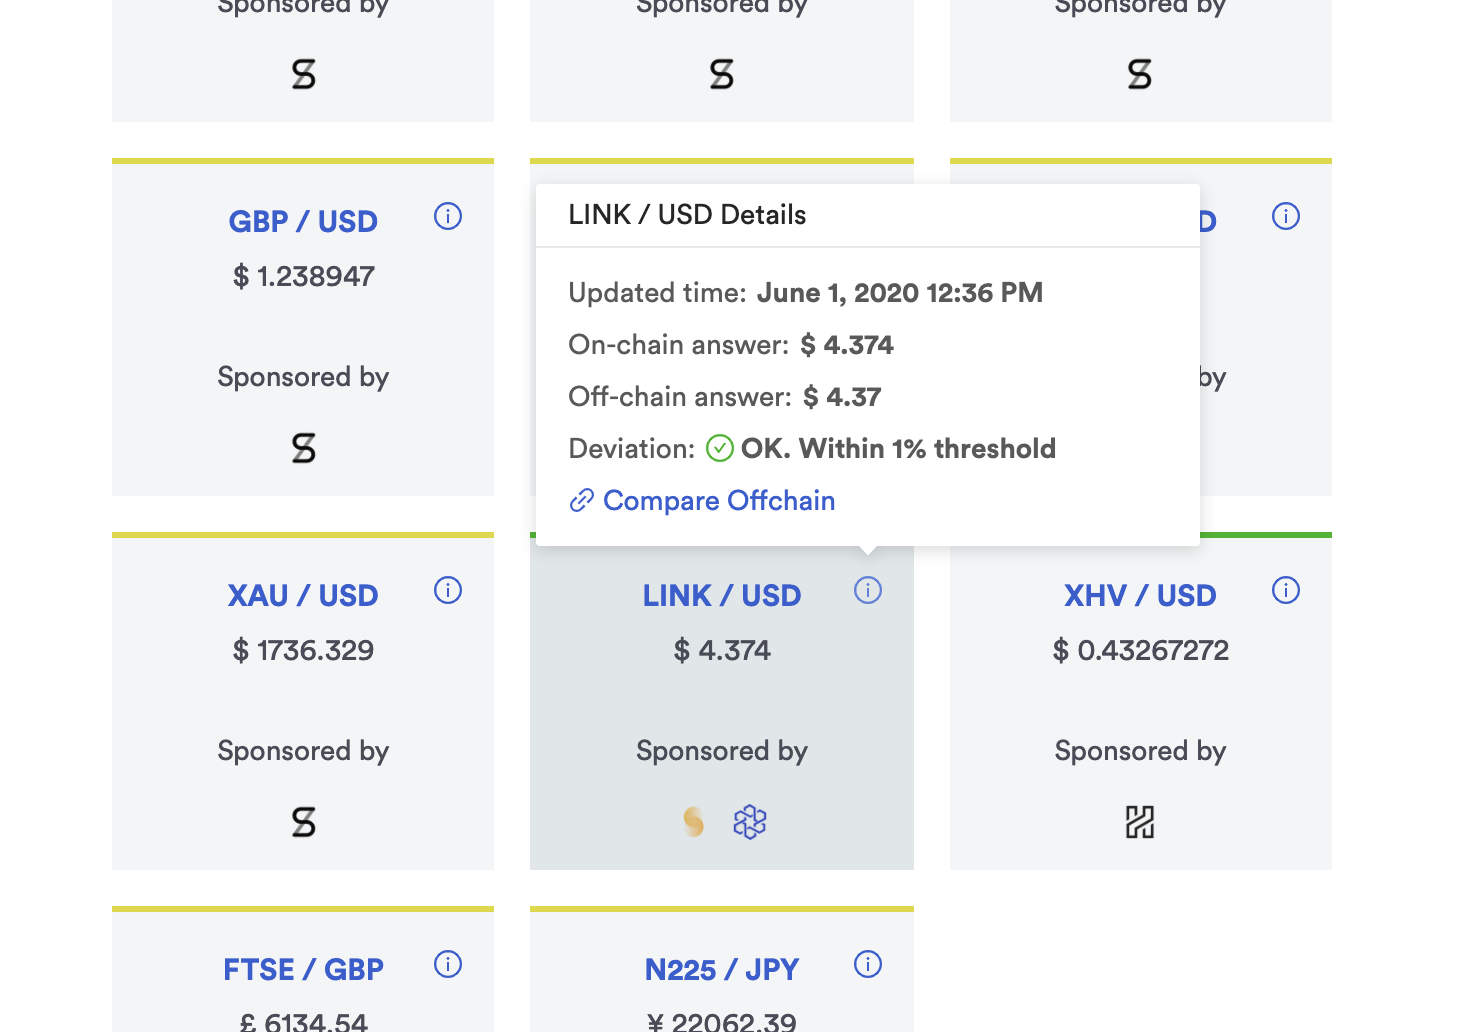 Sponsored by
Sponsored by
Sponsored by
GBP / USD
$ 1.238947
Sponsored by
LINK / USD Details
Updated time: June 1, 2020 12:36 PM
On-chain answer: $ 4.374
Off-chain answer: $ 4.37
Deviation: OK. Within 1% threshold
Compare Offchain
D
by
XAU / USD
$ 1736.329
Sponsored by
LINK / USD
$ 4.374
Sponsored by
XHV / USD
$ 0.43267272
Sponsored by
FTSE / GBP
£ 6134.54
N225 / JPY
¥ 22062.39